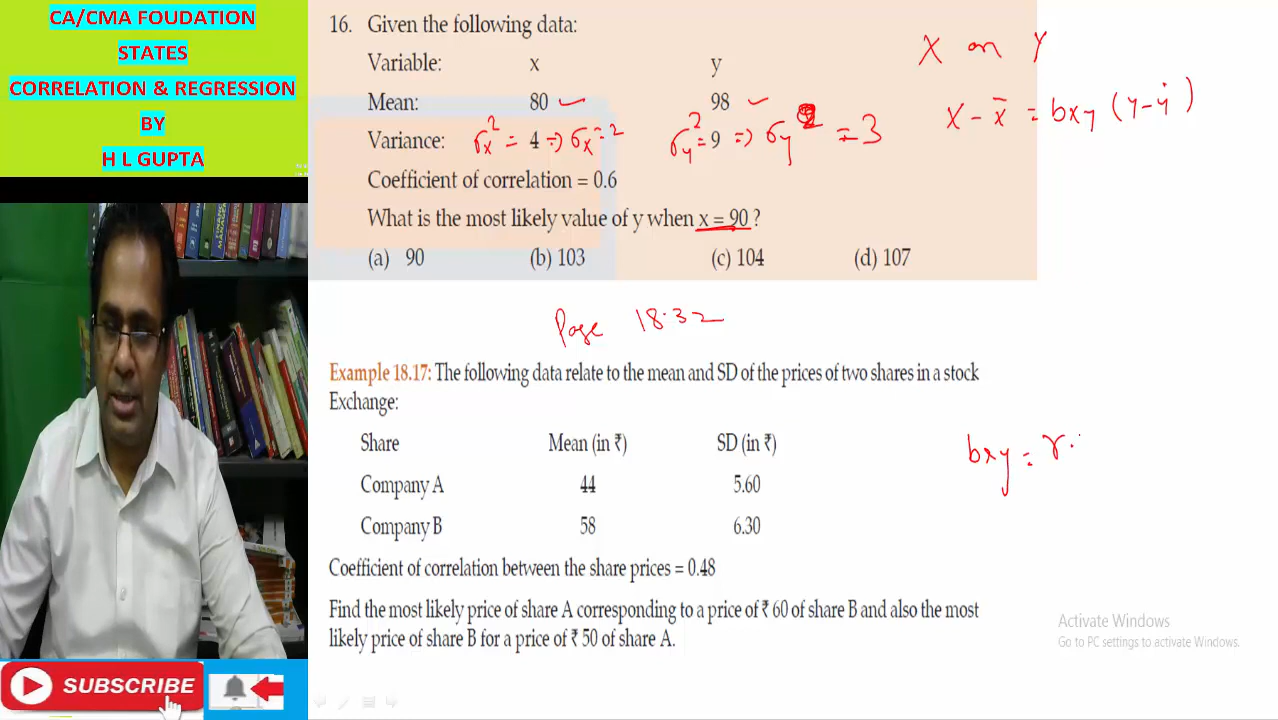 CA/CMA FOUDATION
STATES
CORRELATION & REGRESSION
BY
H L GUPTA
16. Given the following data:
Variable: x y
Mean: 80 98
Variance: σx² = 4 => σx = 2 σy² = 9 => σy = 3
Coefficient of correlation = 0.6
What is the most likely value of y when x = 90 ?
(a) 90 (b) 103 (c) 104 (d) 107
X on Y
x - x̄ = bxy (y - ȳ)
Page 18.32
Example 18.17: The following data relate to the mean and SD of the prices of two shares in a stock
Exchange:
Share Mean (in ₹) SD (in ₹)
Company A 44 5.60
Company B 58 6.30
bxy = r.
Coefficient of correlation between the share prices = 0.48
Find the most likely price of share A corresponding to a price of ₹ 60 of share B and also the most
likely price of share B for a price of ₹ 50 of share A.
Activate Windows
Go to PC settings to activate Windows.
SUBSCRIBE